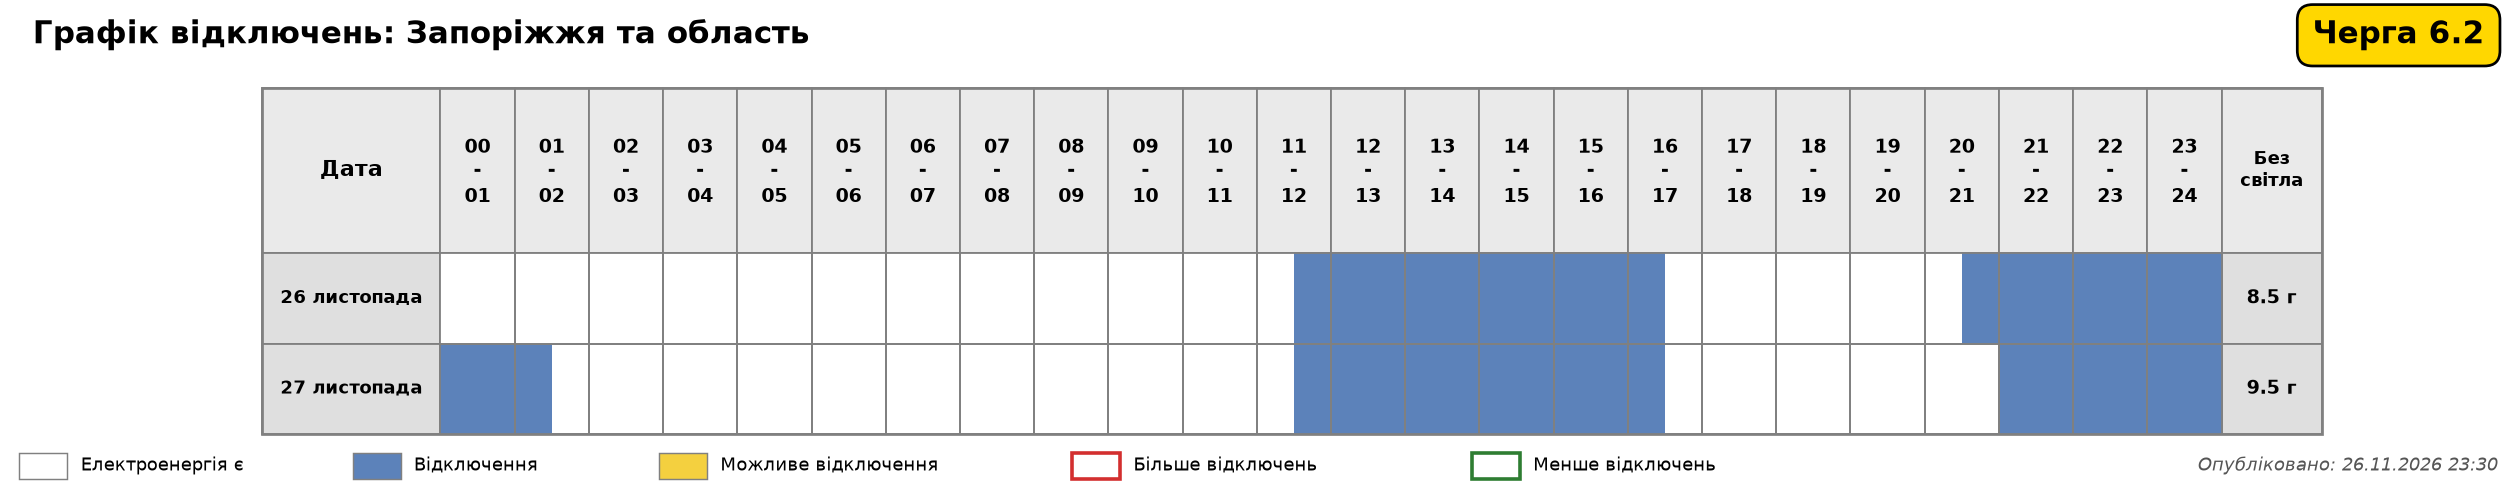 Графік відключень: Запоріжжя та область
Черга 6.2
Дата
00 - 01
01 - 02
02 - 03
03 - 04
04 - 05
05 - 06
06 - 07
07 - 08
08 - 09
09 - 10
10 - 11
11 - 12
12 - 13
13 - 14
14 - 15
15 - 16
16 - 17
17 - 18
18 - 19
19 - 20
20 - 21
21 - 22
22 - 23
23 - 24
Без
світла
26 листопада
8.5 г
27 листопада
9.5 г
Електроенергія є
Відключення
Можливе відключення
Більше відключень
Менше відключень
Опубліковано: 26.11.2026 23:30